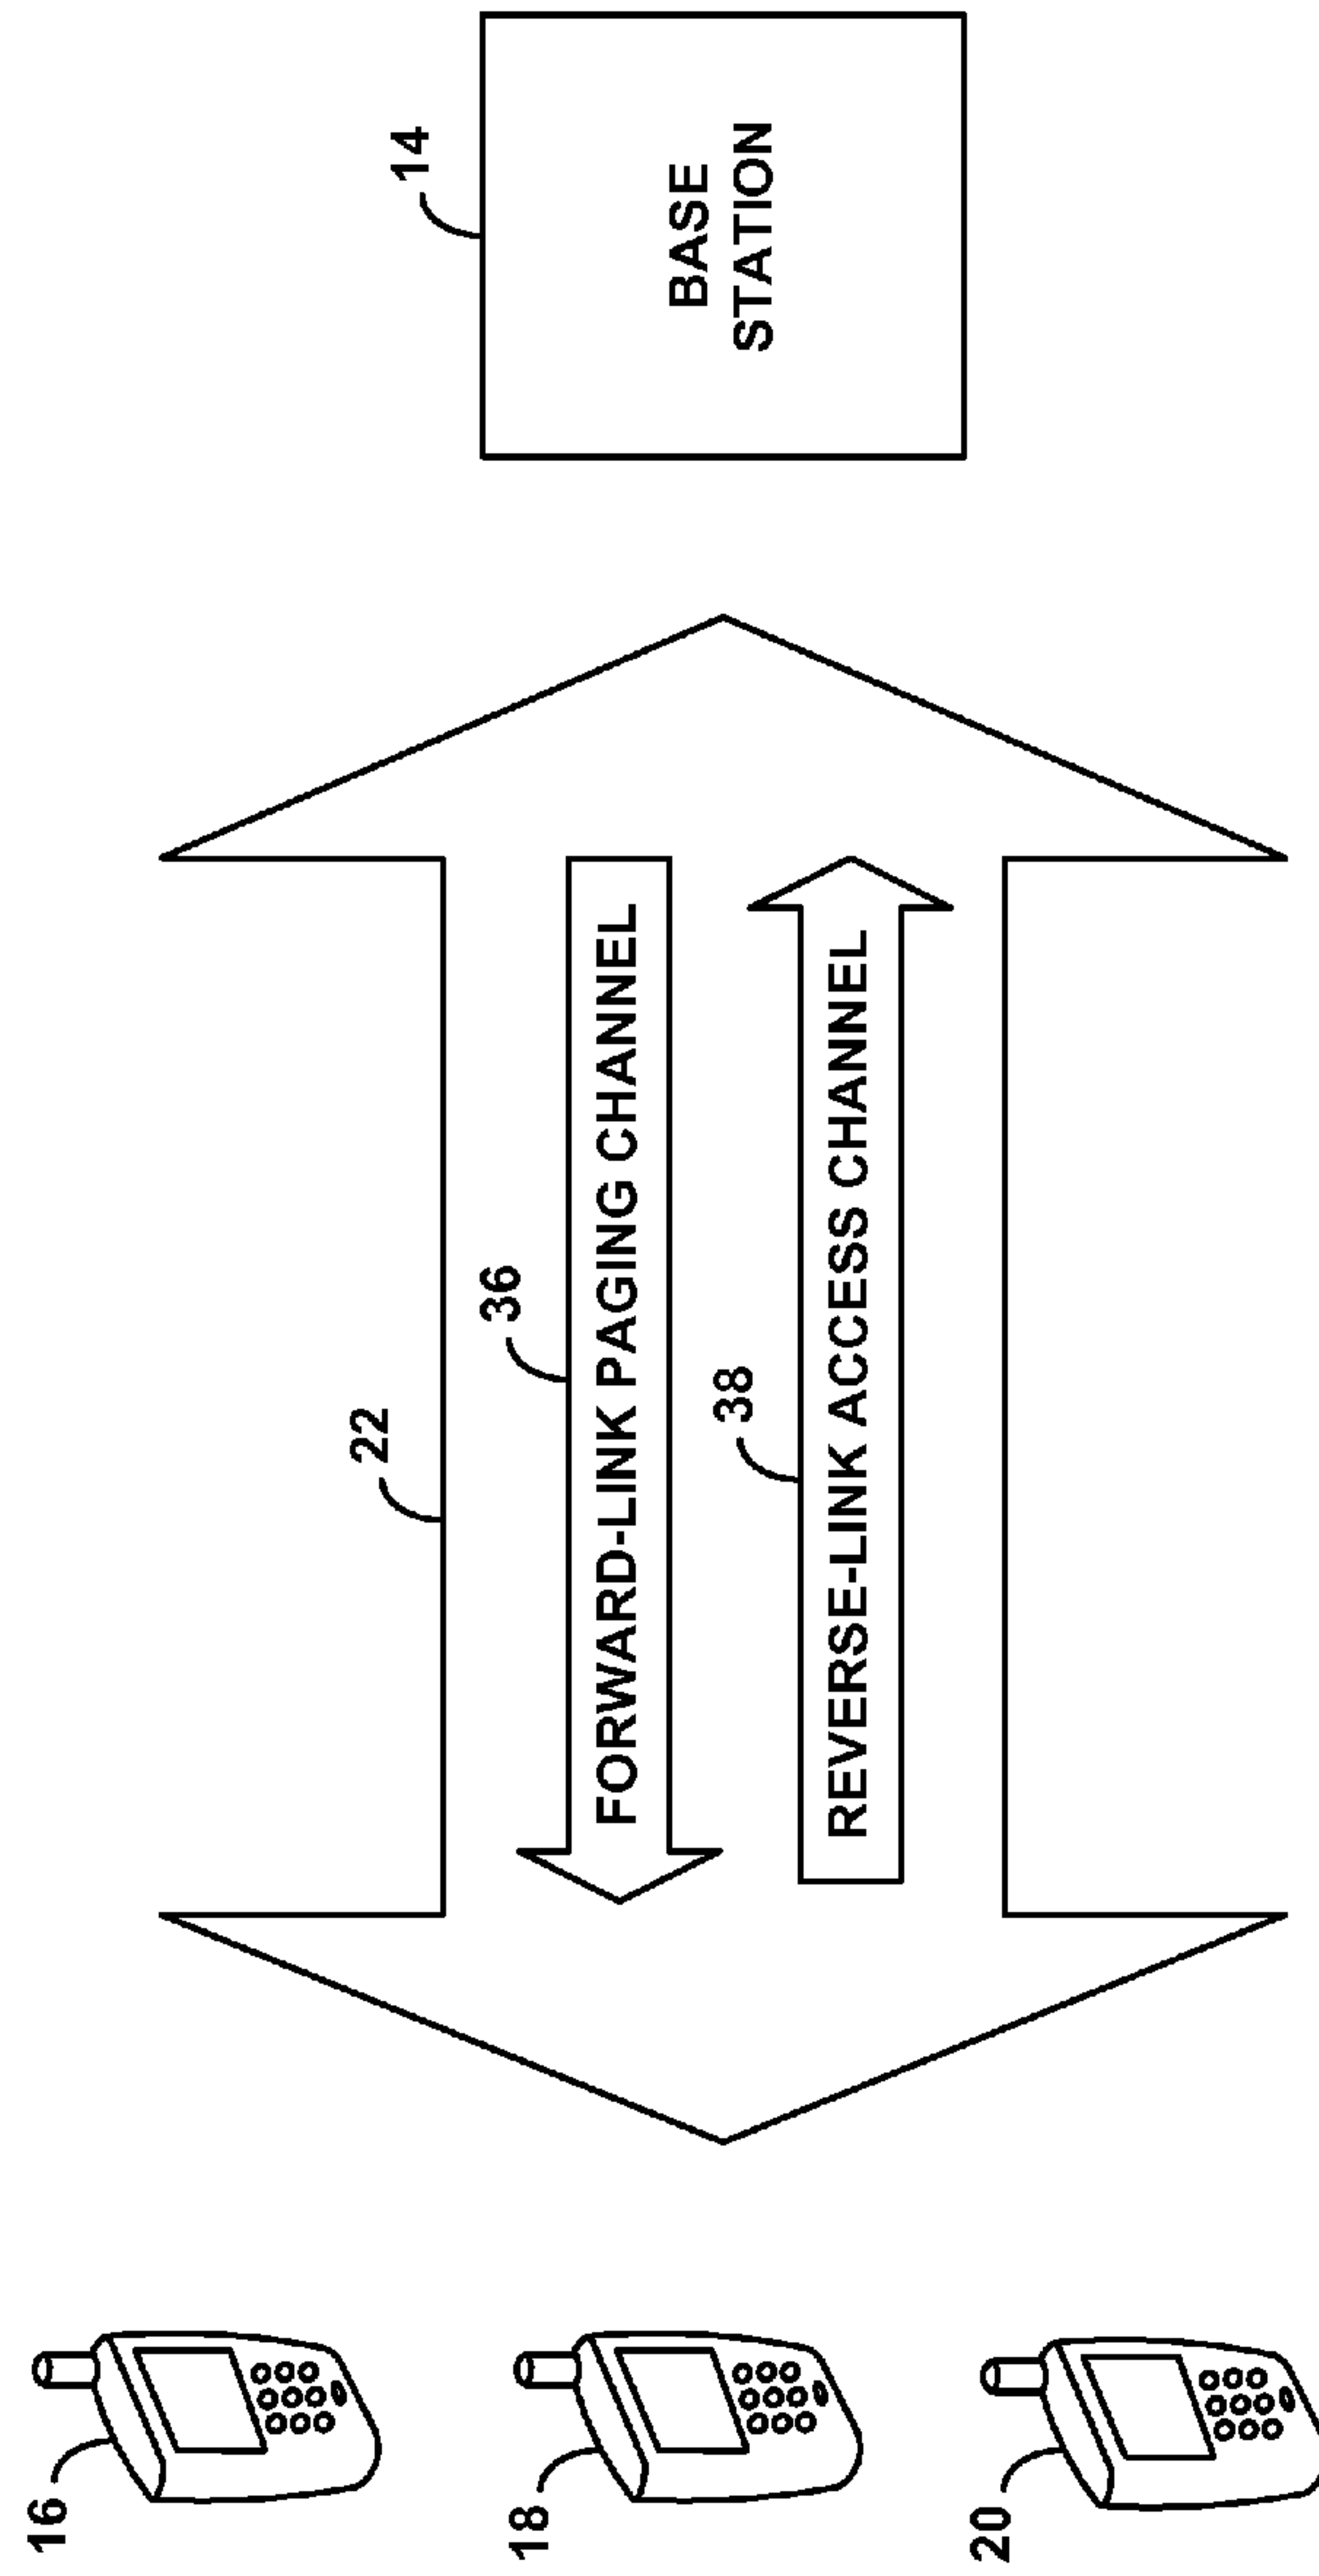 16
18
20
22
36
FORWARD-LINK PAGING CHANNEL
38
REVERSE-LINK ACCESS CHANNEL
14
BASE
STATION